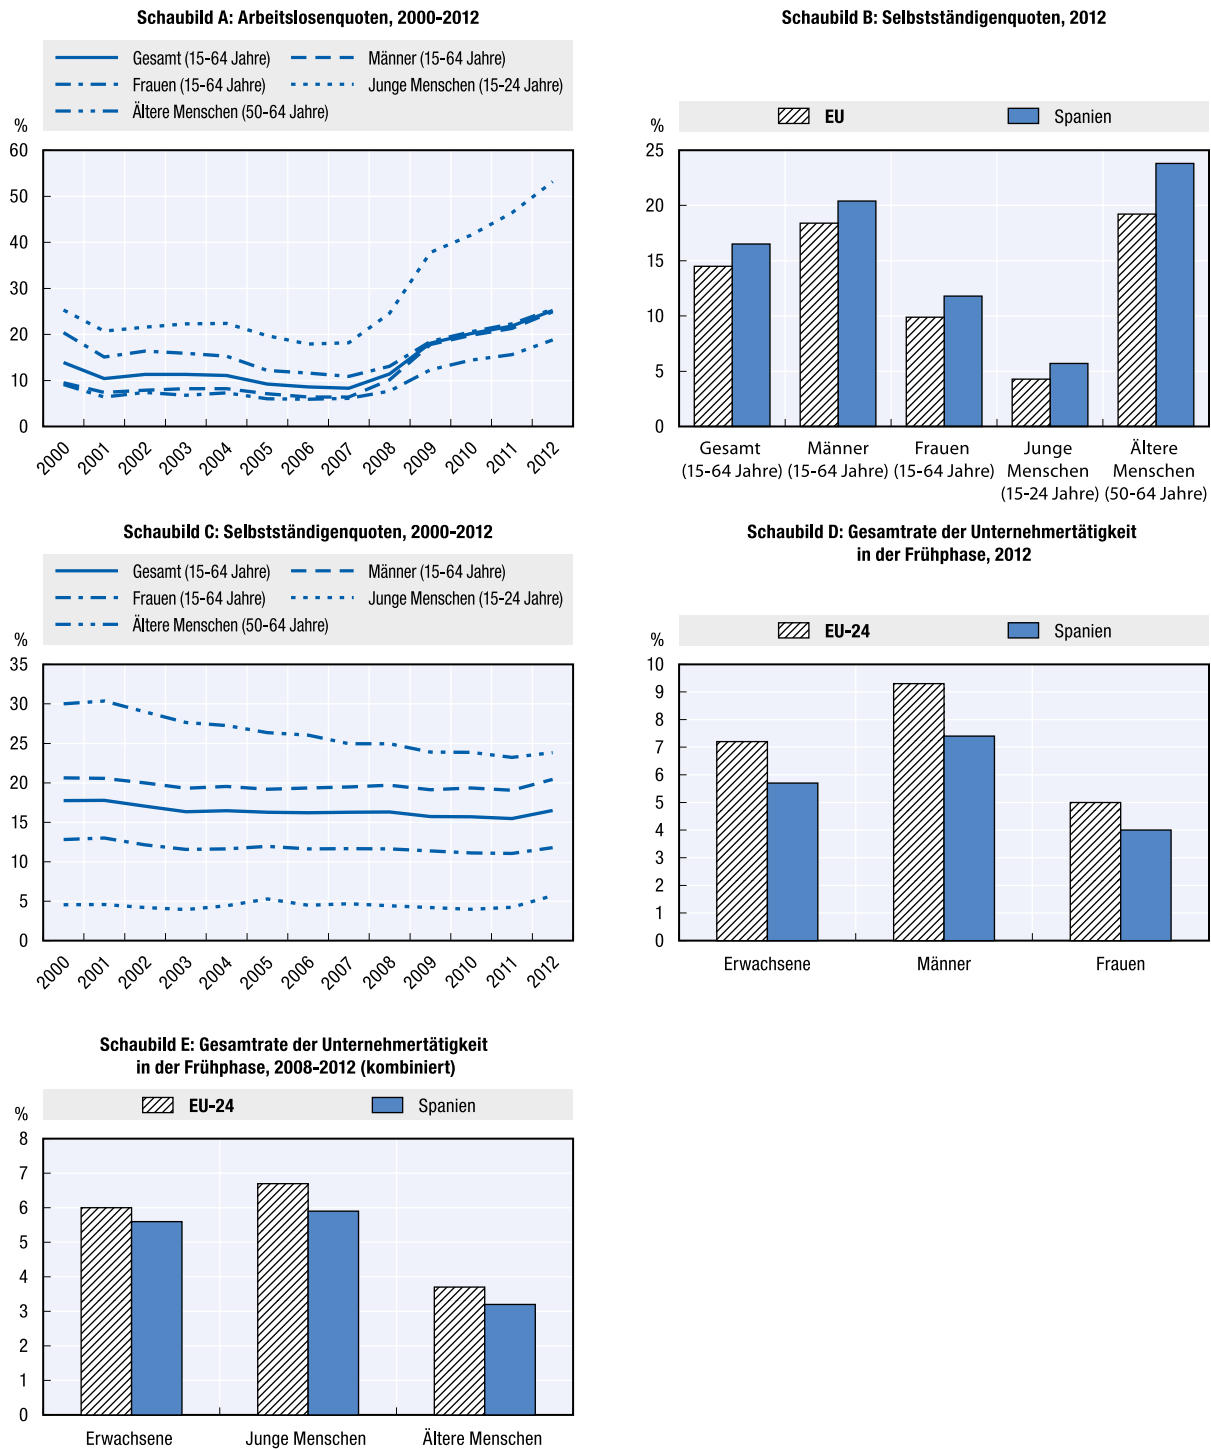 Schaubild A: Arbeitslosenquoten, 2000-2012
Gesamt (15-64 Jahre)
Männer (15-64 Jahre)
Frauen (15-64 Jahre)
Junge Menschen (15-24 Jahre)
Ältere Menschen (50-64 Jahre)
%
60
50
40
30
20
10
0
2000
2001
2002
2003
2004
2005
2006
2007
2008
2009
2010
2011
2012
Schaubild B: Selbstständigenquoten, 2012
EU
Spanien
%
25
20
15
10
5
0
Gesamt
(15-64 Jahre)
Männer
(15-64 Jahre)
Frauen
(15-64 Jahre)
Junge
Menschen
(15-24 Jahre)
Ältere
Menschen
(50-64 Jahre)
Schaubild C: Selbstständigenquoten, 2000-2012
Gesamt (15-64 Jahre)
Männer (15-64 Jahre)
Frauen (15-64 Jahre)
Junge Menschen (15-24 Jahre)
Ältere Menschen (50-64 Jahre)
%
35
30
25
20
15
10
5
0
2000
2001
2002
2003
2004
2005
2006
2007
2008
2009
2010
2011
2012
Schaubild D: Gesamtrate der Unternehmertätigkeit
in der Frühphase, 2012
EU-24
Spanien
%
10
9
8
7
6
5
4
3
2
1
0
Erwachsene
Männer
Frauen
Schaubild E: Gesamtrate der Unternehmertätigkeit
in der Frühphase, 2008-2012 (kombiniert)
EU-24
Spanien
%
8
7
6
5
4
3
2
1
0
Erwachsene
Junge Menschen
Ältere Menschen